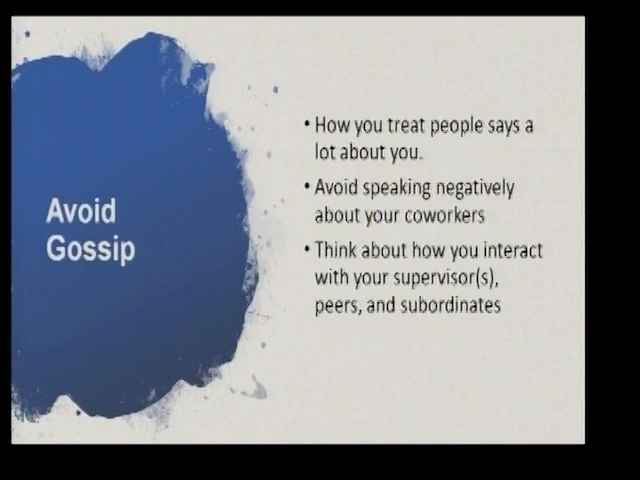 Avoid
Gossip
• How you treat people says a
lot about you.
• Avoid speaking negatively
about your coworkers
• Think about how you interact
with your supervisor(s),
peers, and subordinates